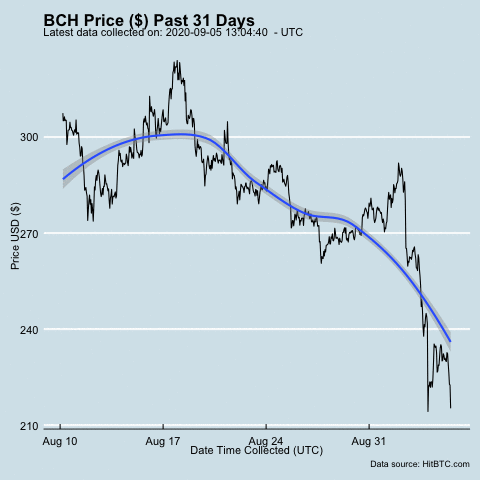 BCH Price ($) Past 31 Days
Latest data collected on: 2020-09-05 13:04:40 - UTC
300
270
240
210
Price USD ($)
Aug 10 Aug 17 Aug 24 Aug 31
Date Time Collected (UTC)
Data source: HitBTC.com